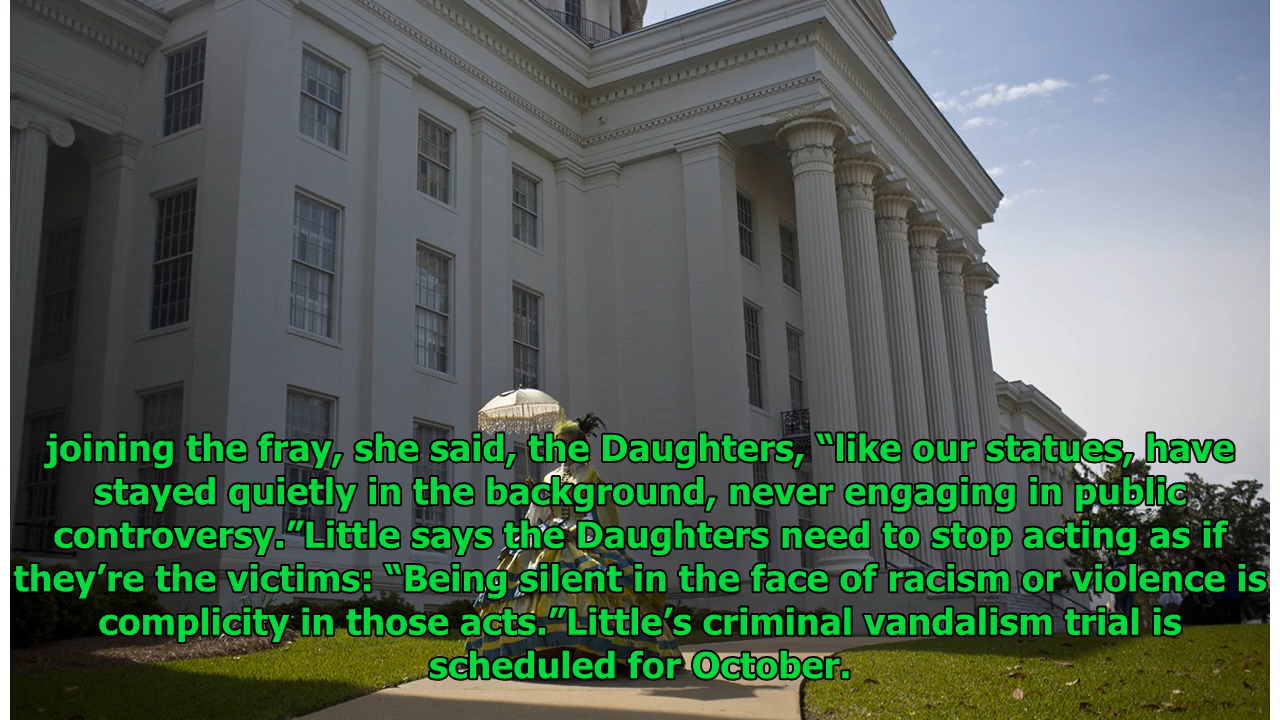 joining the fray, she said, the Daughters, “like our statues, have
stayed quietly in the background, never engaging in public
controversy.”Little says the Daughters need to stop acting as if
they’re the victims: “Being silent in the face of racism or violence is
complicity in those acts.”Little’s criminal vandalism trial is
scheduled for October.